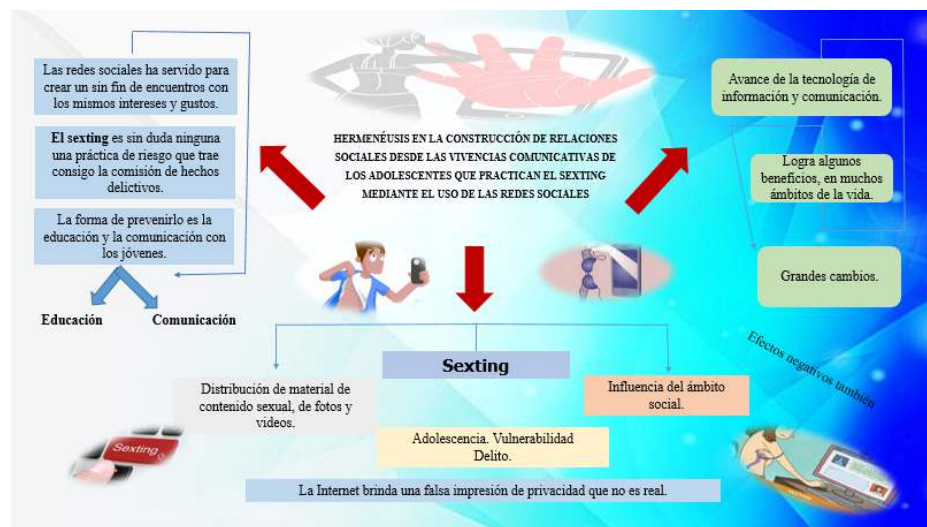 Las redes sociales ha servido para
crear un sin fin de encuentros con
los mismos intereses y gustos.
El sexting es sin duda ninguna
una práctica de riesgo que trae
consigo la comisión de hechos
delictivos.
La forma de prevenirlo es la
educación y la comunicación con
los jóvenes.
Educación
Comunicación
HERMENÉUSIS EN LA CONSTRUCCIÓN DE RELACIONES
SOCIALES DESDE LAS VIVENCIAS COMUNICATIVAS DE
LOS ADOLESCENTES QUE PRACTICAN EL SEXTING
MEDIANTE EL USO DE LAS REDES SOCIALES
Avance de la tecnología de
información y comunicación.
Logra algunos
beneficios, en muchos
ámbitos de la vida.
Grandes cambios.
Efectos negativos también
Sexting
Distribución de material de
contenido sexual, de fotos y
videos.
Influencia del ámbito
social.
Adolescencia. Vulnerabilidad
Delito.
Sexting
La Internet brinda una falsa impresión de privacidad que no es real.